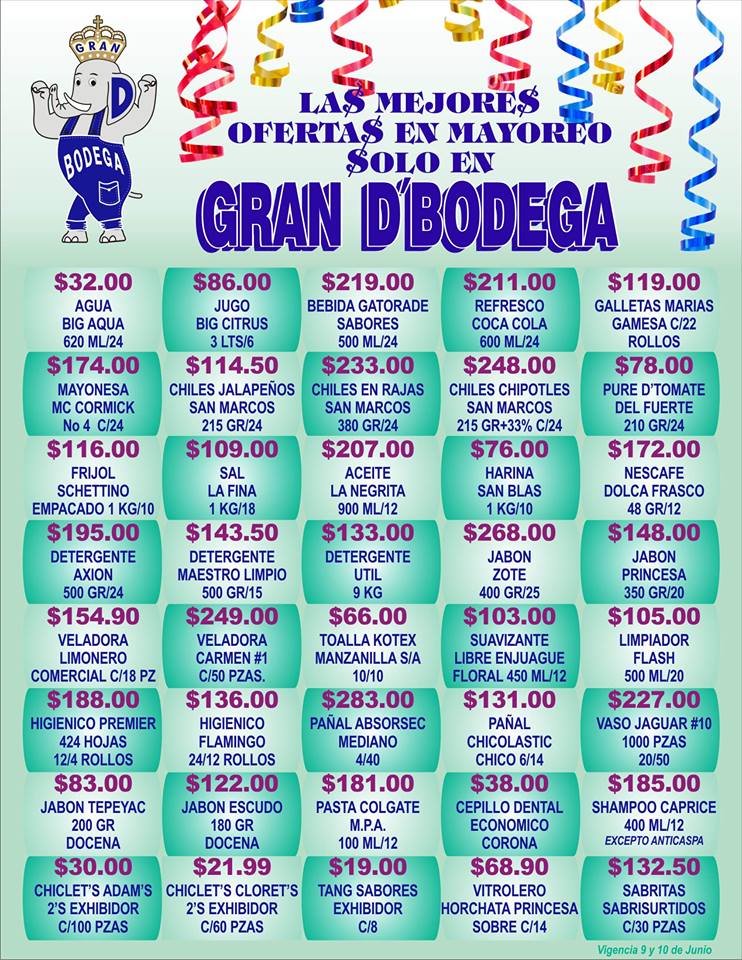 GRAN
D
BODEGA
LA$ MEJORE$
OFERTA$ EN MAYOREO
$OLO EN
GRAN D'BODEGA
$32.00
AGUA
BIG AQUA
620 ML/24
$86.00
JUGO
BIG CITRUS
3 LTS/6
$219.00
BEBIDA GATORADE
SABORES
500 ML/24
$211.00
REFRESCO
COCA COLA
600 ML/24
$119.00
GALLETAS MARIAS
GAMESA C/22
ROLLOS
$174.00
MAYONESA
MC CORMICK
No 4 C/24
$114.50
CHILES JALAPEÑOS
SAN MARCOS
215 GR/24
$233.00
CHILES EN RAJAS
SAN MARCOS
380 GR/24
$248.00
CHILES CHIPOTLES
SAN MARCOS
215 GR+33% C/24
$78.00
PURE D'TOMATE
DEL FUERTE
210 GR/24
$116.00
FRIJOL
SCHETTINO
EMPACADO 1 KG/10
$109.00
SAL
LA FINA
1 KG/18
$207.00
ACEITE
LA NEGRITA
900 ML/12
$76.00
HARINA
SAN BLAS
1 KG/10
$172.00
NESCAFE
DOLCA FRASCO
48 GR/12
$195.00
DETERGENTE
AXION
500 GR/24
$143.50
DETERGENTE
MAESTRO LIMPIO
500 GR/15
$133.00
DETERGENTE
UTIL
9 KG
$268.00
JABON
ZOTE
400 GR/25
$148.00
JABON
PRINCESA
350 GR/20
$154.90
VELADORA
LIMONERO
COMERCIAL C/18 PZ
$249.00
VELADORA
CARMEN #1
C/50 PZAS.
$66.00
TOALLA KOTEX
MANZANILLA S/A
10/10
$103.00
SUAVIZANTE
LIBRE ENJUAGUE
FLORAL 450 ML/12
$105.00
LIMPIADOR
FLASH
500 ML/20
$188.00
HIGIENICO PREMIER
424 HOJAS
12/4 ROLLOS
$136.00
HIGIENICO
FLAMINGO
24/12 ROLLOS
$283.00
PAÑAL ABSORSEC
MEDIANO
4/40
$131.00
PAÑAL
CHICOLASTIC
CHICO 6/14
$227.00
VASO JAGUAR #10
1000 PZAS
20/50
$83.00
JABON TEPEYAC
200 GR
DOCENA
$122.00
JABON ESCUDO
180 GR
DOCENA
$181.00
PASTA COLGATE
M.P.A.
100 ML/12
$38.00
CEPILLO DENTAL
ECONOMICO
CORONA
$185.00
SHAMPOO CAPRICE
400 ML/12
EXCEPTO ANTICASPA
$30.00
CHICLET'S ADAM'S
2'S EXHIBIDOR
C/100 PZAS
$21.99
CHICLET'S CLORET'S
2'S EXHIBIDOR
C/60 PZAS
$19.00
TANG SABORES
EXHIBIDOR
C/8
$68.90
VITROLERO
HORCHATA PRINCESA
SOBRE C/14
$132.50
SABRITAS
SABRISURTIDOS
C/30 PZAS
Vigencia 9 y 10 de Junio